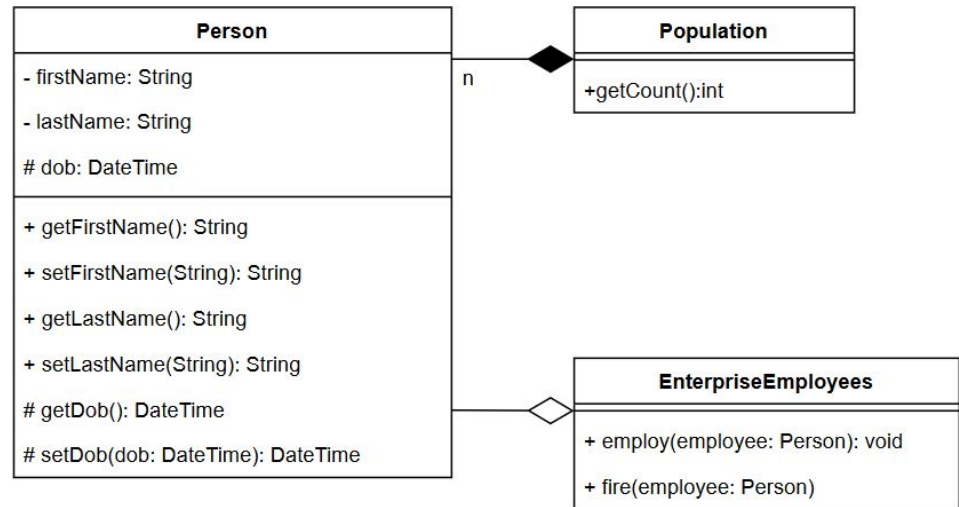 Person
- firstName: String
- lastName: String
# dob: DateTime
+ getFirstName(): String
+ setFirstName(String): String
+ getLastName(): String
+ setLastName(String): String
# getDob(): DateTime
# setDob(dob: DateTime): DateTime
n
Population
+getCount():int
EnterpriseEmployees
+ employ(employee: Person): void
+ fire(employee: Person)